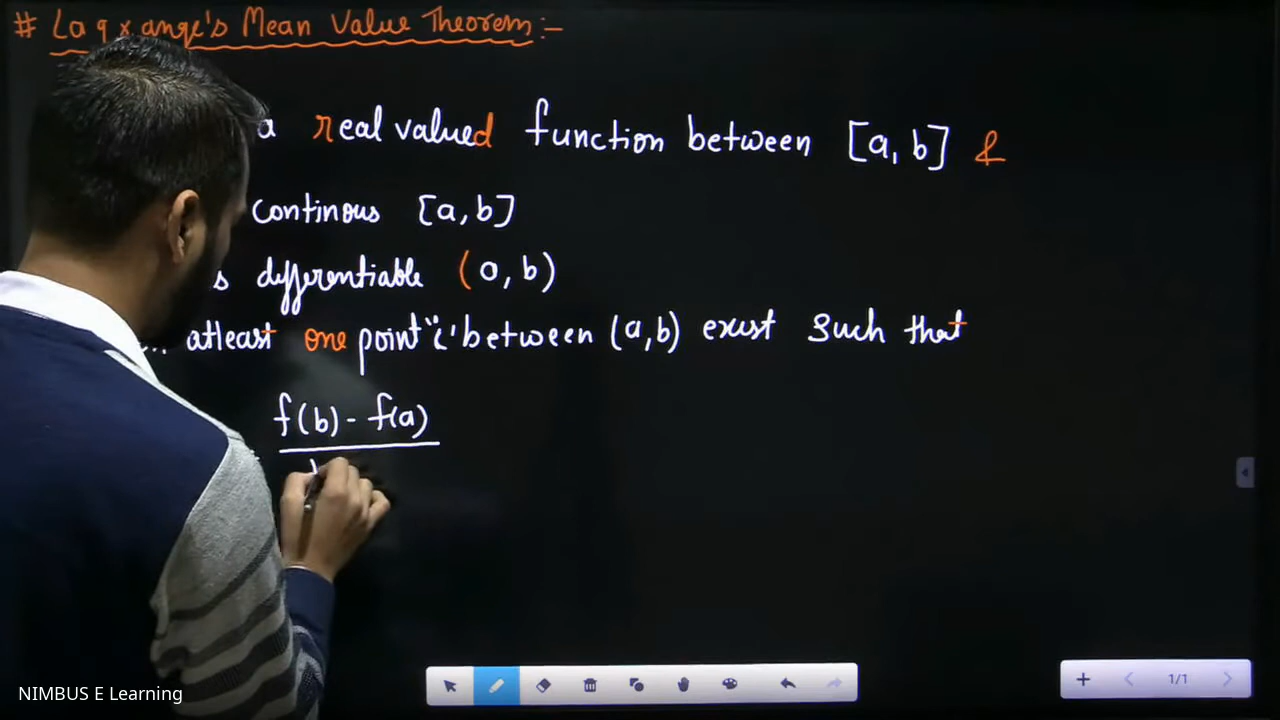 # Lagrange's Mean Value Theorem :-
a real valued function between [a, b] &
continous [a, b]
s differentiable (a, b)
atleast one point "c' between (a, b) exist such that
f(b) - f(a)
1/1
NIMBUS E Learning